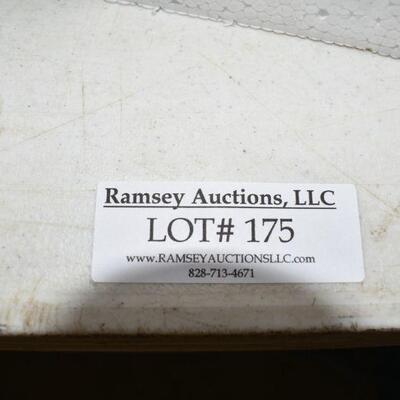 Ramsey Auctions, LLC
LOT# 175
www.RAMSEYAUCTIONSLLC.com
828-713-4671